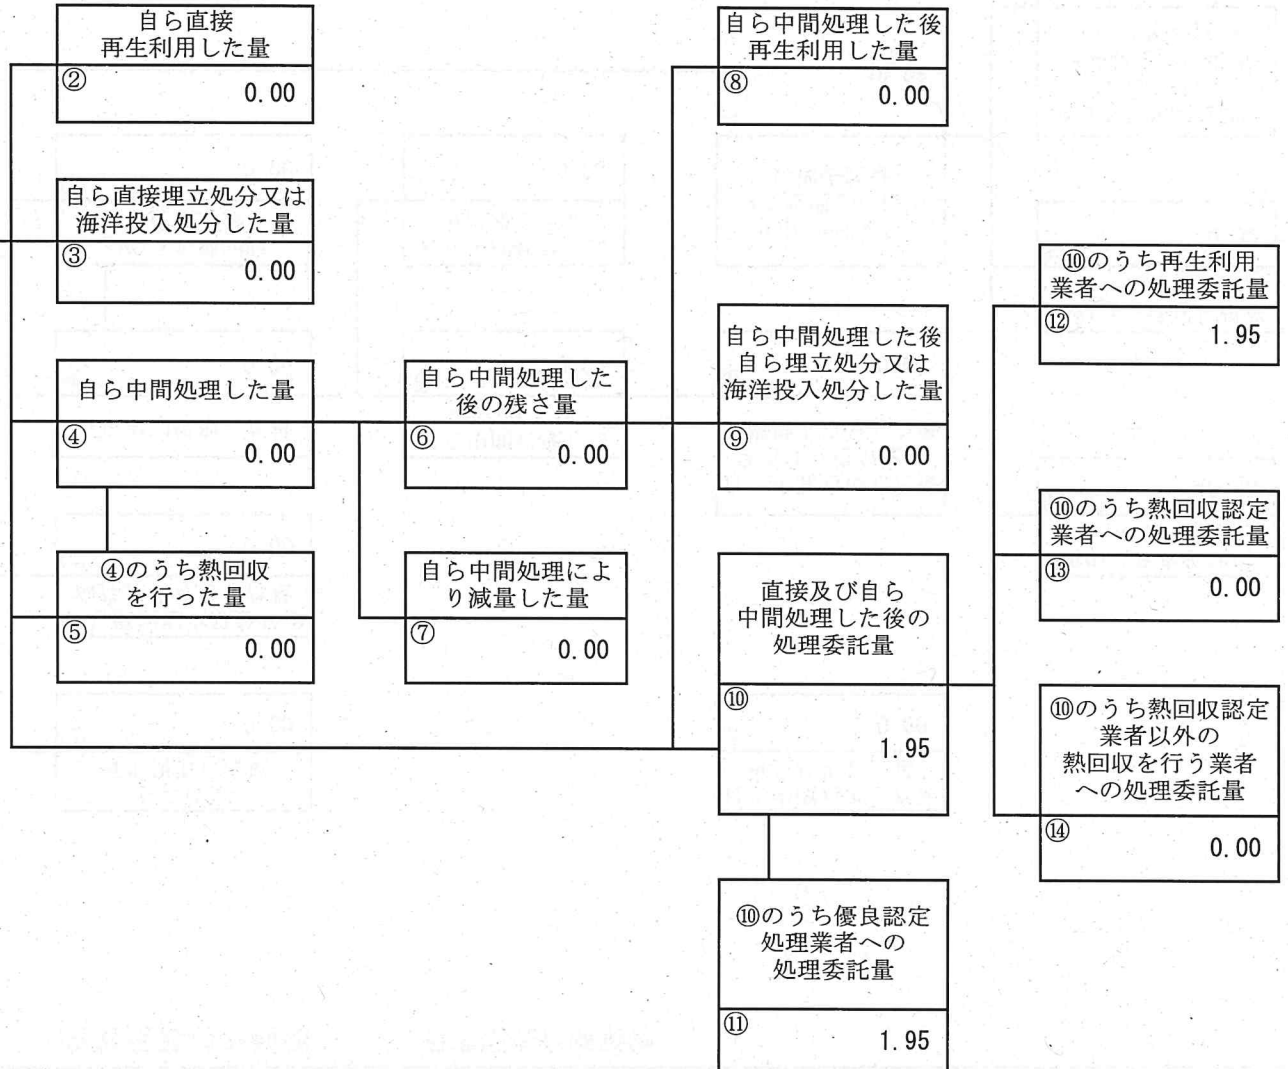 自ら直接
再生利用した量
②
0.00
自ら直接埋立処分又は
海洋投入処分した量
③
0.00
自ら中間処理した量
④
0.00
④のうち熱回収
を行った量
⑤
0.00
自ら中間処理した
後の残さ量
⑥
0.00
自ら中間処理によ
り減量した量
⑦
0.00
自ら中間処理した後
再生利用した量
⑧
0.00
自ら中間処理した後
自ら埋立処分又は
海洋投入処分した量
⑨
0.00
直接及び自ら
中間処理した後の
処理委託量
⑩
1.95
⑩のうち優良認定
処理業者への
処理委託量
⑪
1.95
⑩のうち再生利用
業者への処理委託量
⑫
1.95
⑩のうち熱回収認定
業者への処理委託量
⑬
0.00
⑩のうち熱回収認定
業者以外の
熱回収を行う業者
への処理委託量
⑭
0.00